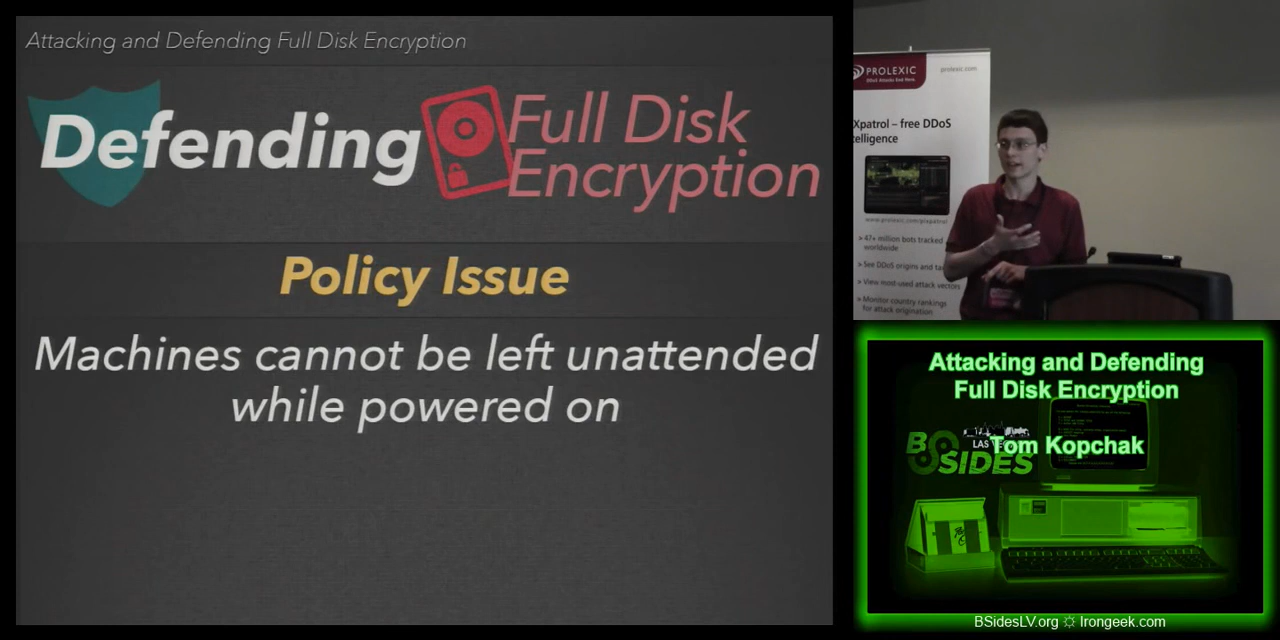 Attacking and Defending Full Disk Encryption
Defending
Full Disk
Encryption
Policy Issue
Machines cannot be left unattended
while powered on
PROLEXIC
prolexic.com
Xpatrol – free DDoS
telligence
> 47+ million bots tracked
worldwide
> See DDoS origins and
> View most-used attack vectors
> Monitor country rankings
for attack origination
Attacking and Defending
Full Disk Encryption
LAS
Tom Kopchak
BSIDES
BSidesLV.org ☼ Irongeek.com